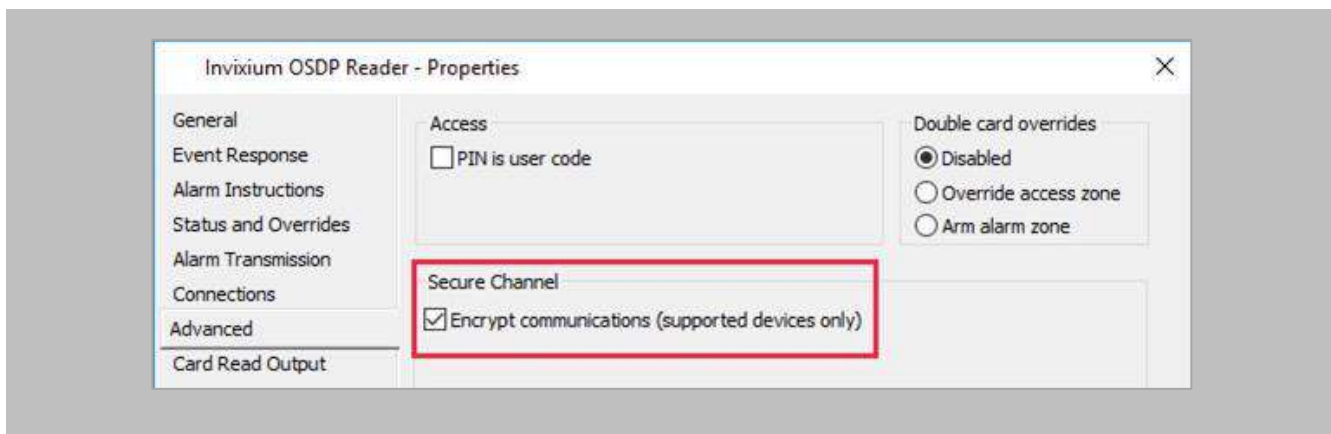 Invixium OSDP Reader - Properties
General
Event Response
Alarm Instructions
Status and Overrides
Alarm Transmission
Connections
Advanced
Card Read Output
Access
PIN is user code
Double card overrides
Disabled
Override access zone
Arm alarm zone
Secure Channel
Encrypt communications (supported devices only)